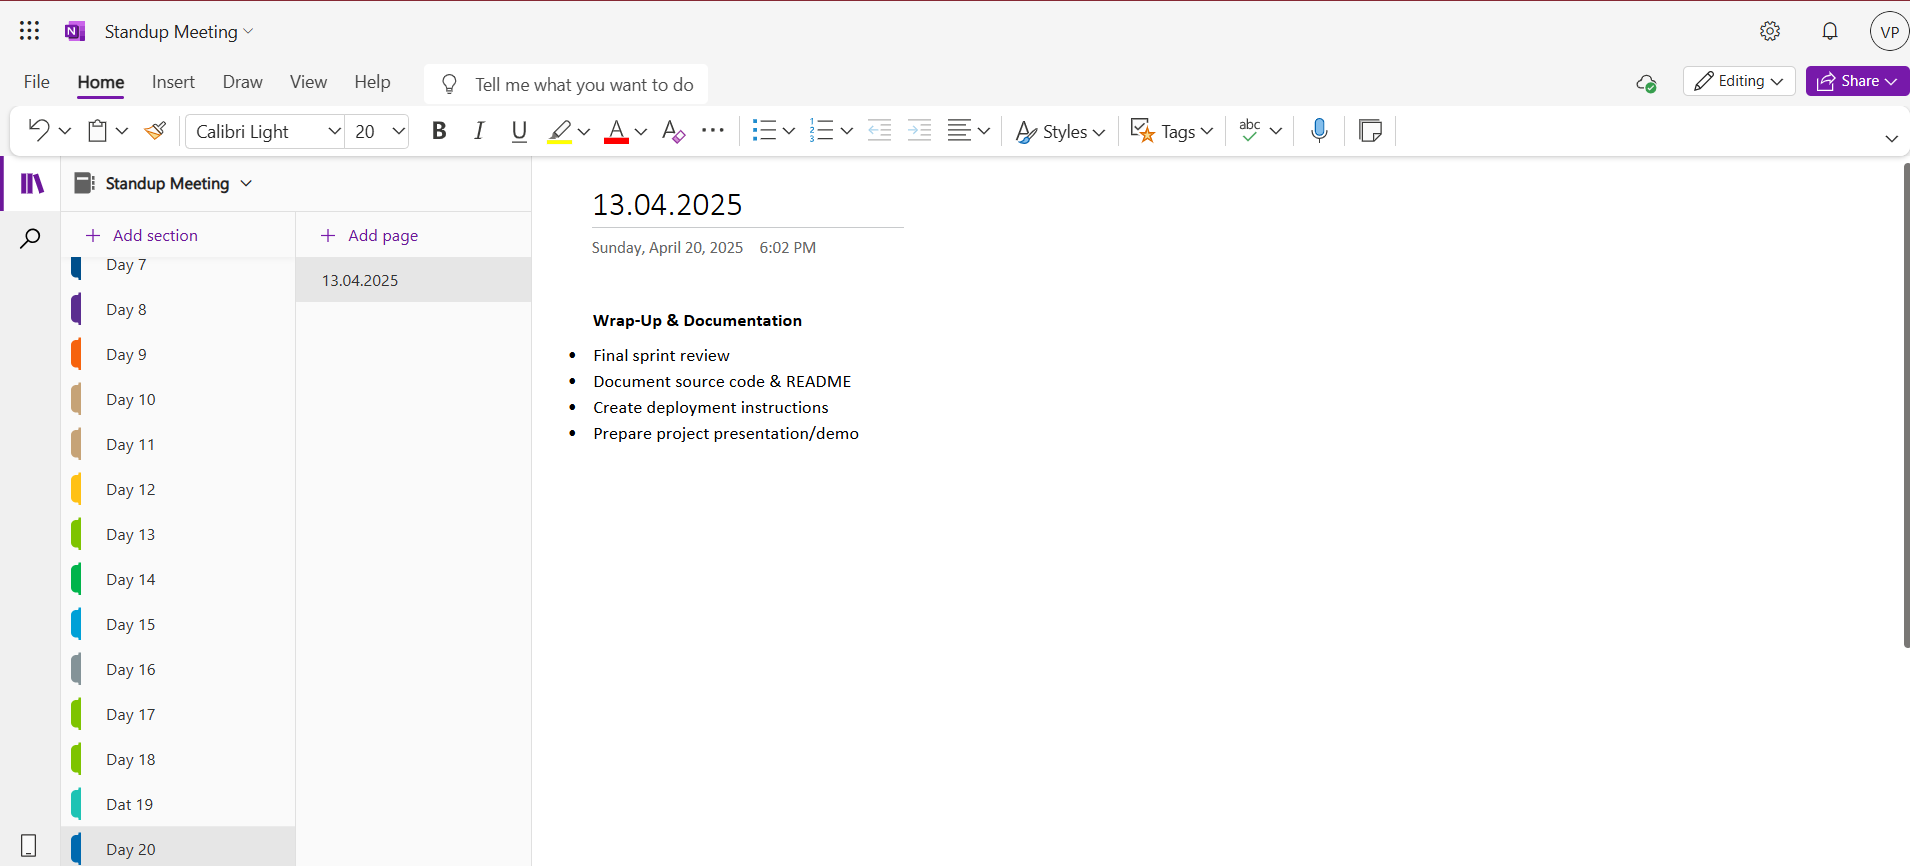 Standup Meeting
VP
File Home Insert Draw View Help Tell me what you want to do Editing Share
Calibri Light 20 B I U A A 1 2 3 Styles Tags abc
Standup Meeting
Add section
Add page
Day 7
Day 8
Day 9
Day 10
Day 11
Day 12
Day 13
Day 14
Day 15
Day 16
Day 17
Day 18
Dat 19
Day 20
13.04.2025
13.04.2025
Sunday, April 20, 2025 6:02 PM
Wrap-Up & Documentation
• Final sprint review
• Document source code & README
• Create deployment instructions
• Prepare project presentation/demo